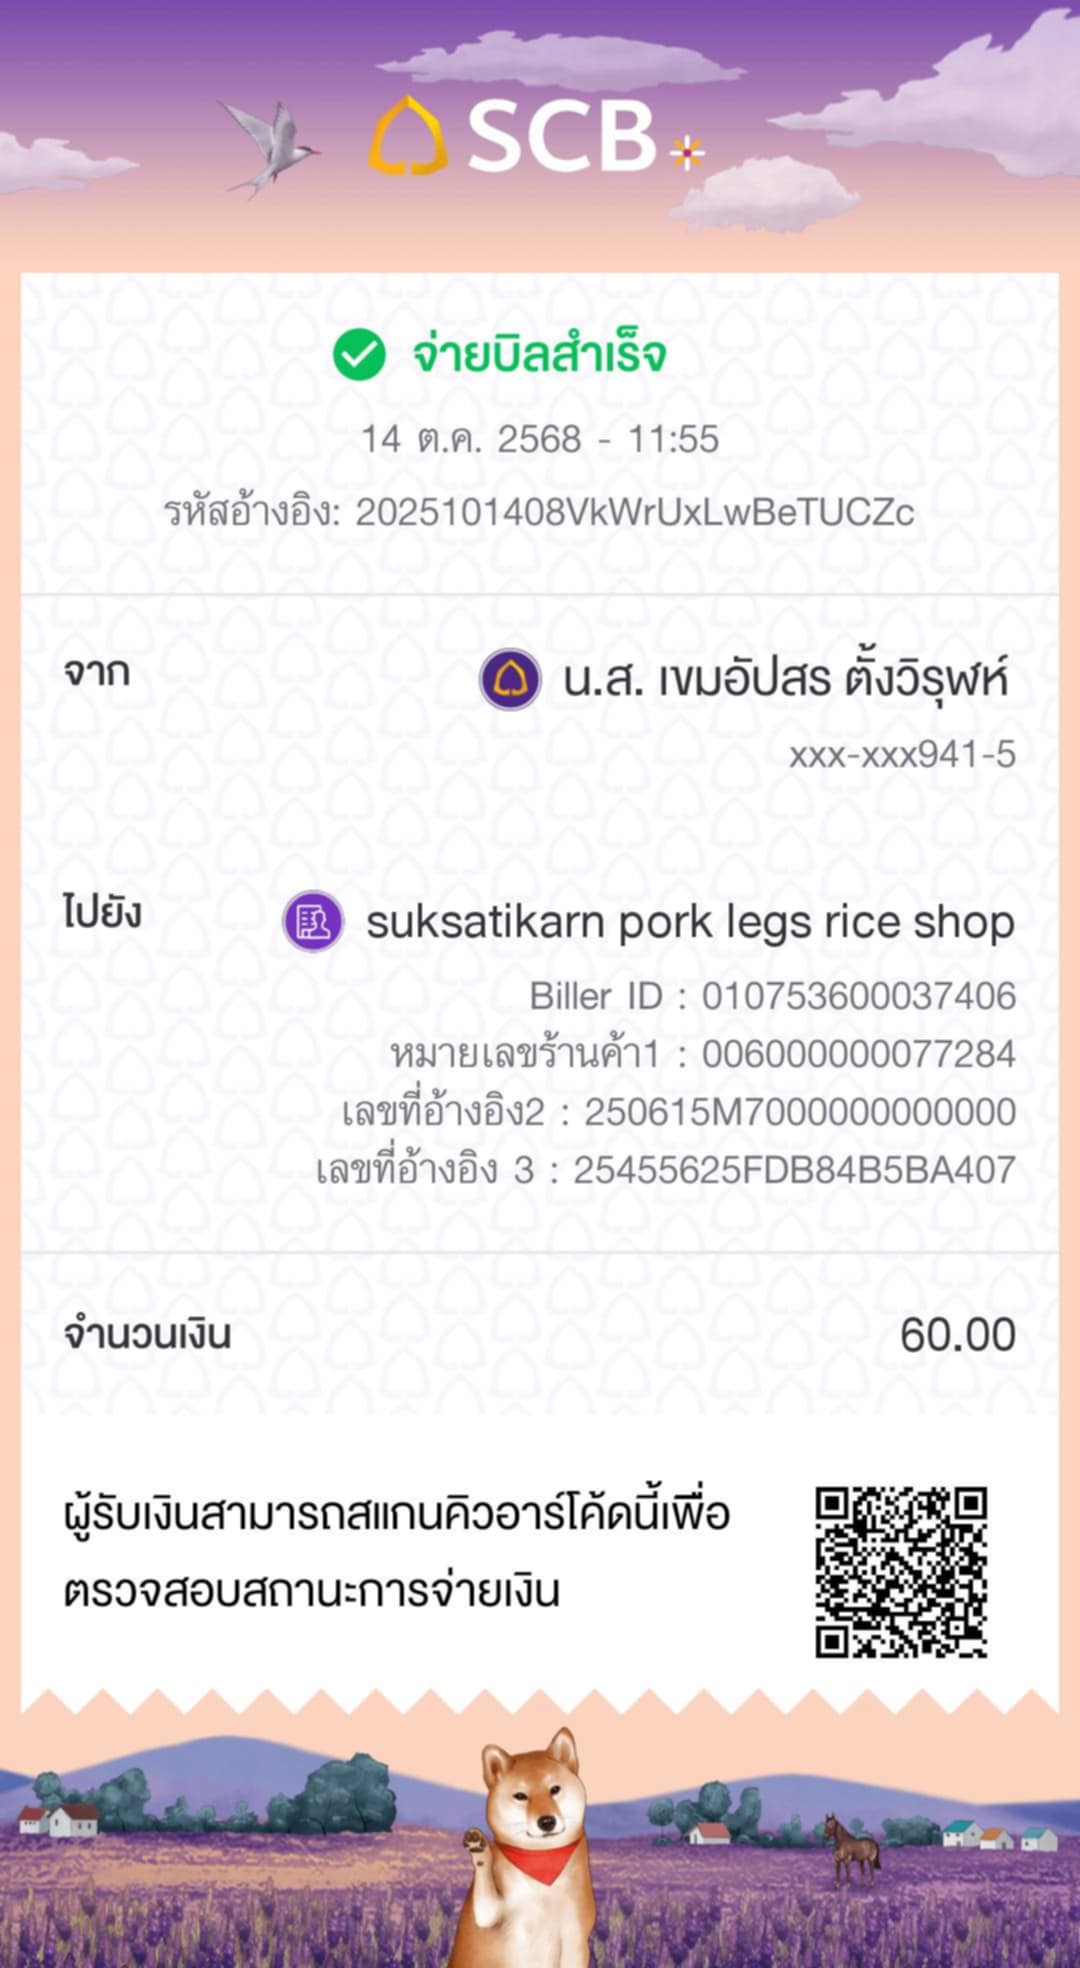 SCB
จ่ายบิลสำเร็จ
14 ต.ค. 2568 - 11:55
รหัสอ้างอิง: 2025101408VkWrUxLwBeTUCZc
จาก
น.ส. เขมอัปสร ตั้งวิรุฬห์
xxx-xxx941-5
ไปยัง
suksatikarn pork legs rice shop
Biller ID : 010753600037406
หมายเลขร้านค้า1 : 006000000077284
เลขที่อ้างอิง2 : 250615M7000000000000
เลขที่อ้างอิง 3 : 25455625FDB84B5BA407
จำนวนเงิน 60.00
ผู้รับเงินสามารถสแกนคิวอาร์โค้ดนี้เพื่อ
ตรวจสอบสถานะการจ่ายเงิน